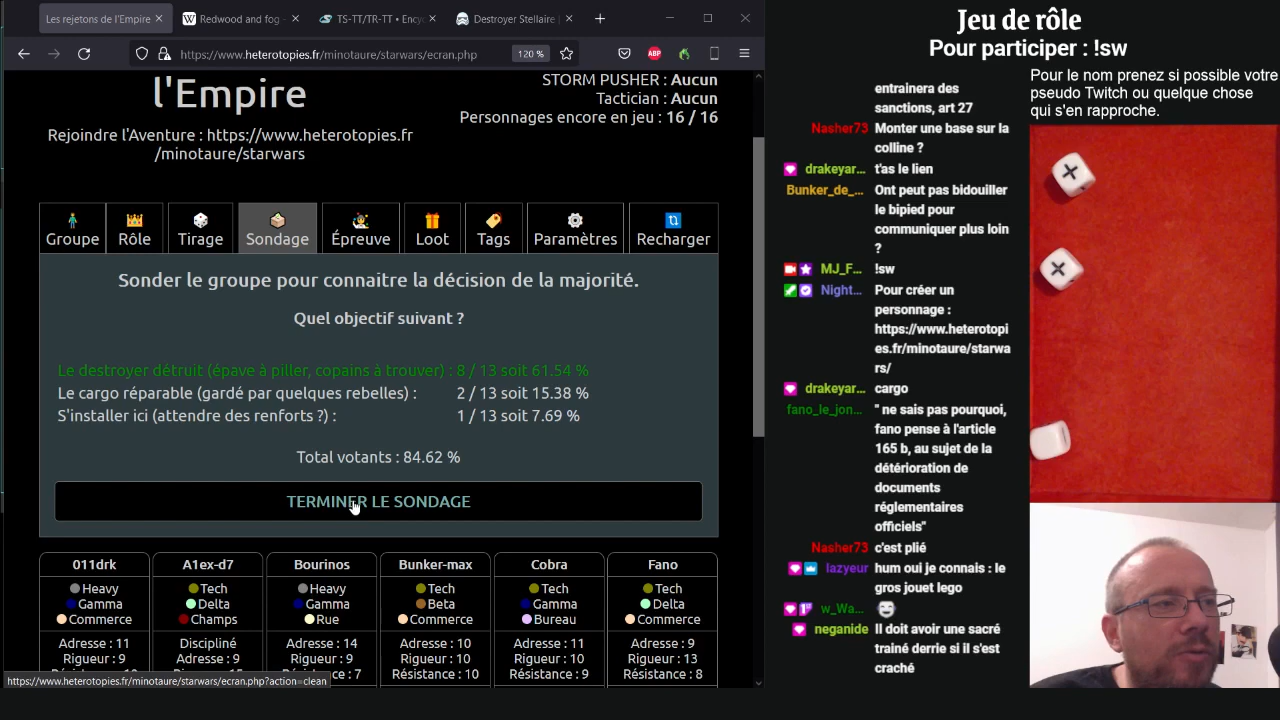 Les rejetons de l'Empire
Redwood and fog -
TS-TT/TR-TT • Ency
Destroyer Stellaire |
https://www.heterotopies.fr/minotaure/starwars/ecran.php
120 %
ABP
l'Empire
Rejoindre l'Aventure : https://www.heterotopies.fr
/minotaure/starwars
STORM PUSHER : Aucun
Tactician : Aucun
Personnages encore en jeu : 16 / 16
Groupe
Rôle
Tirage
Sondage
Épreuve
Loot
Tags
Paramètres
Recharger
Sonder le groupe pour connaitre la décision de la majorité.
Quel objectif suivant ?
Le destroyer détruit (épave à piller, copains à trouver) : 8 / 13 soit 61.54 %
Le cargo réparable (gardé par quelques rebelles) : 2 / 13 soit 15.38 %
S'installer ici (attendre des renforts ?) : 1 / 13 soit 7.69 %
Total votants : 84.62 %
TERMINER LE SONDAGE
011drk
Heavy
Gamma
Commerce
Adresse : 11
Rigueur : 9
A1ex-d7
Tech
Delta
Champs
Discipliné
Adresse : 9
Bourinos
Heavy
Gamma
Rue
Adresse : 14
Rigueur : 9
Résistance : 7
Bunker-max
Tech
Beta
Commerce
Adresse : 10
Rigueur : 10
Résistance : 10
Cobra
Tech
Gamma
Bureau
Adresse : 11
Rigueur : 10
Résistance : 9
Fano
Tech
Delta
Commerce
Adresse : 9
Rigueur : 13
Résistance : 8
https://www.heterotopies.fr/minotaure/starwars/ecran.php?action=clean
entrainera des
sanctions, art 27
Nasher73 Monter une base sur la
colline ?
drakeyar... t'as le lien
Bunker_de_... Ont peut pas bidouiller
le bipied pour
communiquer plus loin
?
MJ_F... !sw
Night... Pour créer un
personnage :
https://www.heterotopi
es.fr/minotaure/starwa
rs/
drakeyar... cargo
fano_le_jon... " ne sais pas pourquoi,
fano pense à l'article
165 b, au sujet de la
détérioration de
documents
réglementaires
officiels"
Nasher73 c'est plié
lazyeur hum oui je connais : le
gros jouet lego
w_Wa...
neganide Il doit avoir une sacré
trainé derrie si il s'est
craché
Jeu de rôle
Pour participer : !sw
Pour le nom prenez si possible votre
pseudo Twitch ou quelque chose
qui s'en rapproche.